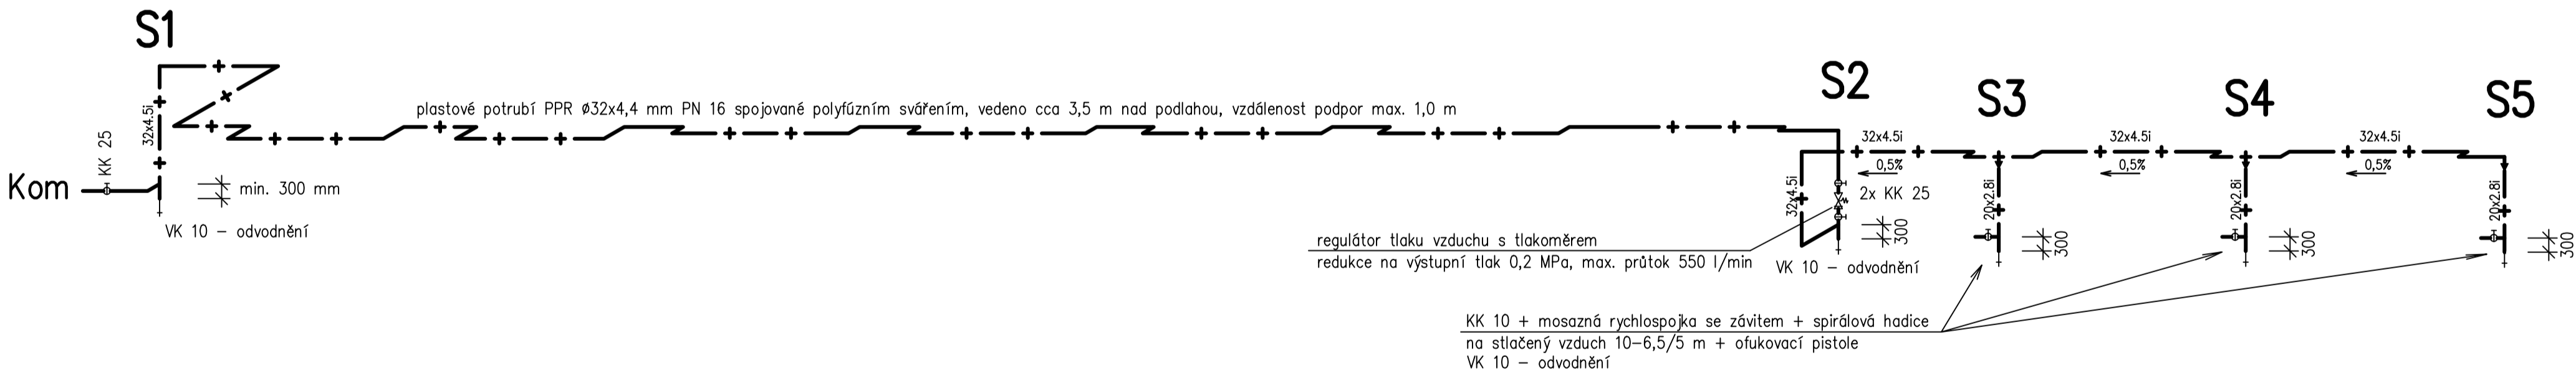 S1
S2
S3
S4
S5
plastové potrubí PPR ø32x4,4 mm PN 16 spojované polyfúzním svářením, vedeno cca 3,5 m nad podlahou, vzdálenost podpor max. 1,0 m
32x4.5i
KK 25
Kom
min. 300 mm
VK 10 – odvodnění
32x4.5i
0,5%
32x4.5i
0,5%
32x4.5i
0,5%
32x4.5i
2x KK 25
300
20x2.8i
300
20x2.8i
300
20x2.8i
300
regulátor tlaku vzduchu s tlakoměrem
redukce na výstupní tlak 0,2 MPa, max. průtok 550 l/min
VK 10 – odvodnění
KK 10 + mosazná rychlospojka se závitem + spirálová hadice
na stlačený vzduch 10–6,5/5 m + ofukovací pistole
VK 10 – odvodnění